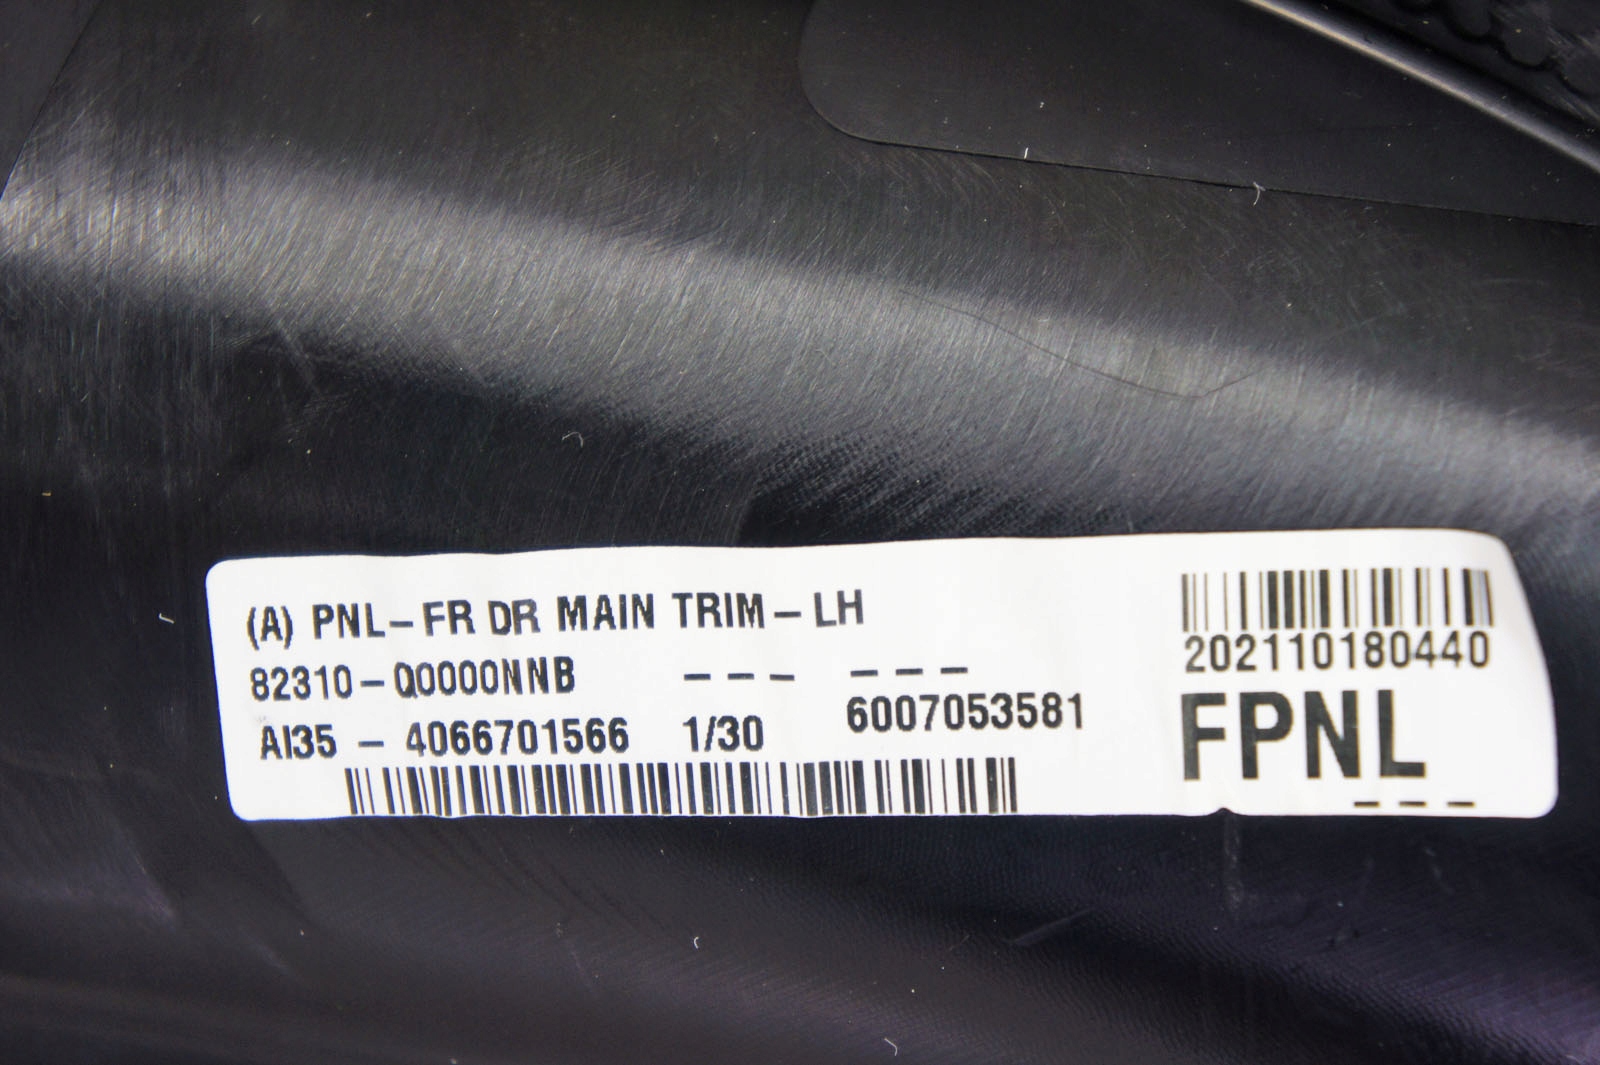 (A) PNL-FR DR MAIN TRIM-LH
82310-Q0000NNB --- ---
AI35 - 4066701566 1/30 6007053581
202110180440
FPNL
---